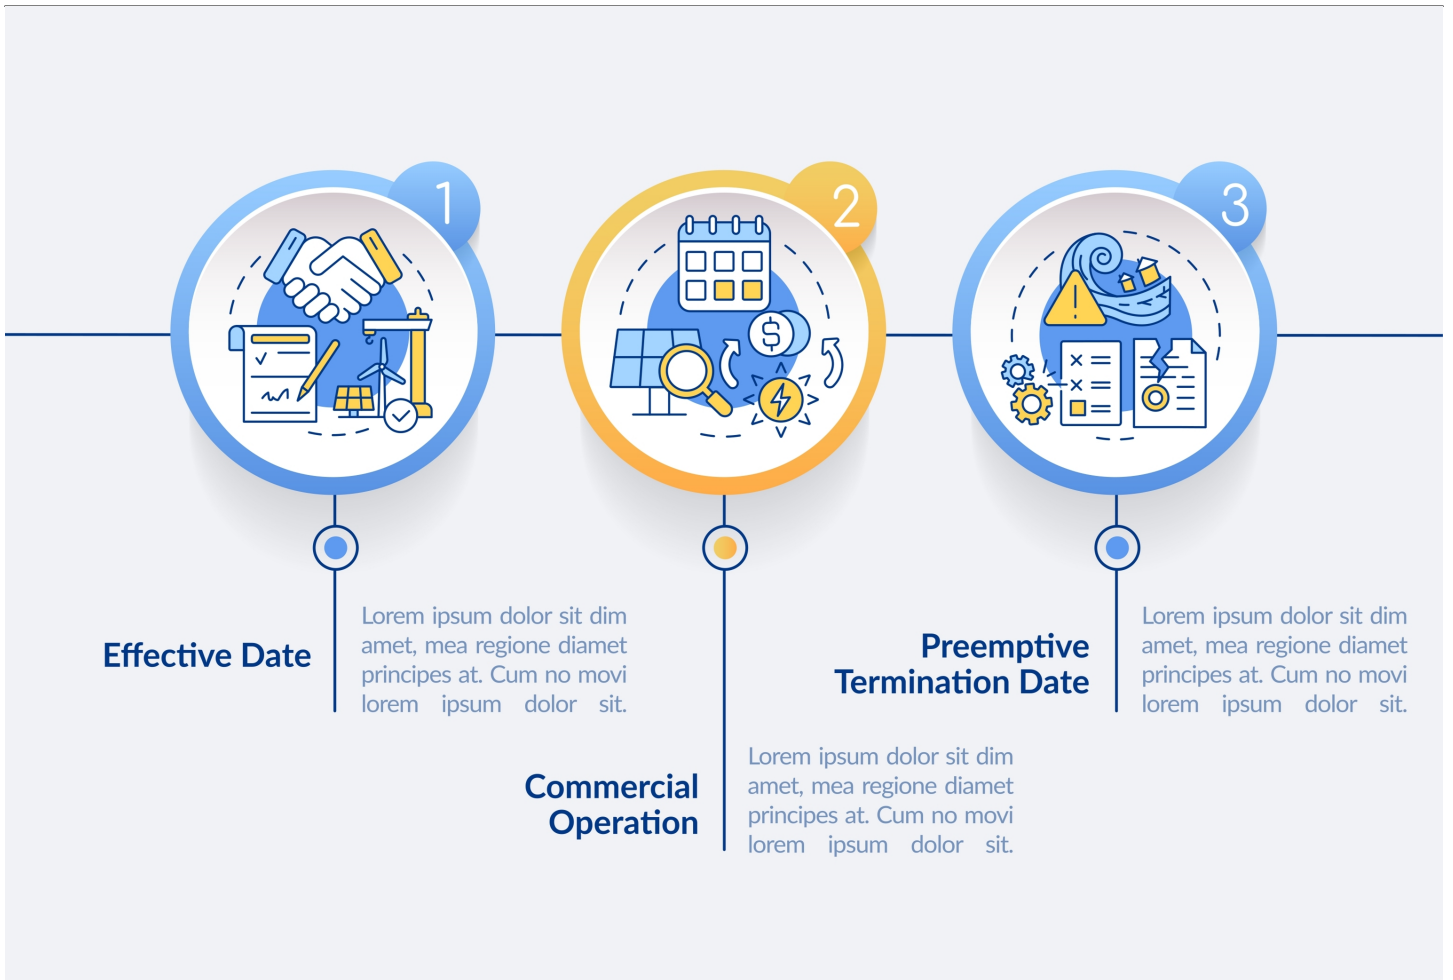 1
2
3
Effective Date
Lorem ipsum dolor sit dim
amet, mea regione diamet
principes at. Cum no movi
lorem ipsum dolor sit.
Commercial
Operation
Lorem ipsum dolor sit dim
amet, mea regione diamet
principes at. Cum no movi
lorem ipsum dolor sit.
Preemptive
Termination Date
Lorem ipsum dolor sit dim
amet, mea regione diamet
principes at. Cum no movi
lorem ipsum dolor sit.